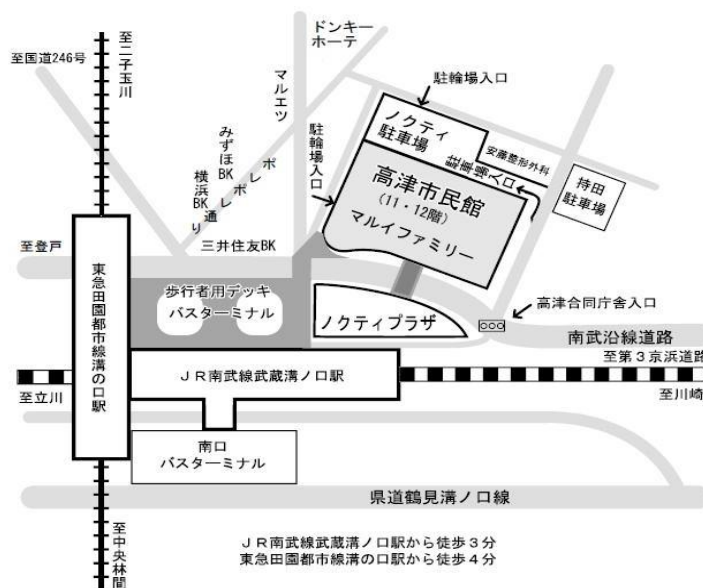 ドンキー
ホーテ
至国道246号
至二子玉川
マルエツ
駐輪場入口
ノクティ
駐車場
安藤整形外科
駐車場入口
持田
駐車場
みずほBK
横浜BK
ポレポレ通り
駐輪場入口
高津市民館
(11・12階)
マルイファミリー
至登戸
三井住友BK
東急田園都市線溝の口駅
歩行者用デッキ
バスターミナル
ノクティプラザ
高津合同庁舎入口
南武沿線道路
至第3京浜道路
JR南武線武蔵溝ノ口駅
至立川
至川崎
南口
バスターミナル
県道鶴見溝ノ口線
至中央林間
JR南武線武蔵溝ノ口駅から徒歩3分
東急田園都市線溝の口駅から徒歩4分